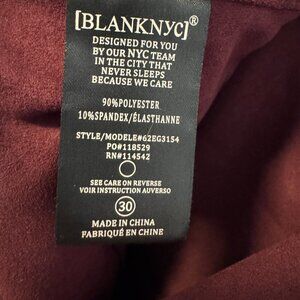 [BLANKNYC]®
DESIGNED FOR YOU
BY OUR NYC TEAM
IN THE CITY THAT
NEVER SLEEPS
BECAUSE WE CARE
90%POLYESTER
10%SPANDEX/ÉLASTHANNE
STYLE/MODELE#62EG3154
PO#118529
RN#114542
SEE CARE ON REVERSE
VOIR INSTRUCTION AUVERSO
30
MADE IN CHINA
FABRIQUÉ EN CHINE